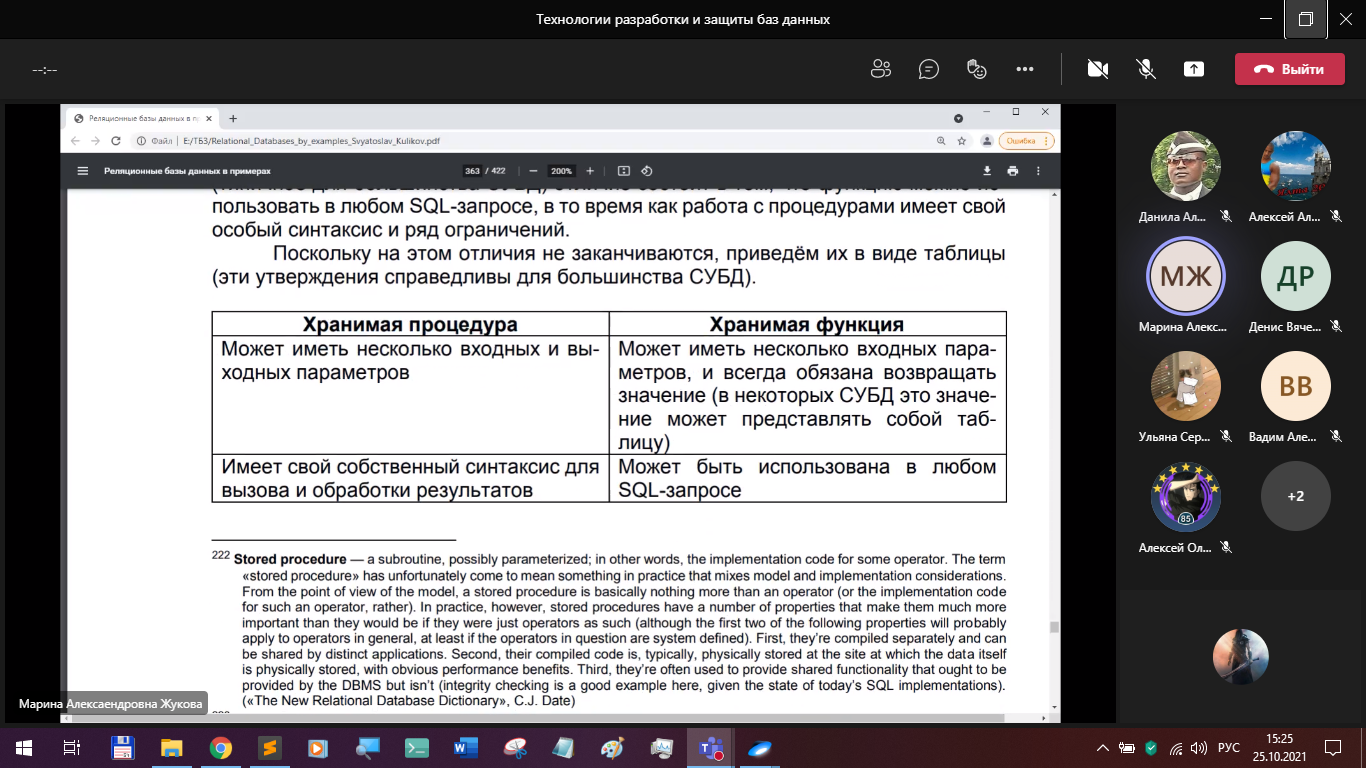 Технологии разработки и защиты баз данных
--:--
Выйти
Реляционные базы данных в п
Файл
E:/ТБЗ/Relational_Databases_by_examples_Svyatoslav_Kulikov.pdf
Ошибка
Реляционные базы данных в примерах
363 / 422
200%
пользовать в любом SQL-запросе, в то время как работа с процедурами имеет свой
особый синтаксис и ряд ограничений.
Поскольку на этом отличия не заканчиваются, приведём их в виде таблицы
(эти утверждения справедливы для большинства СУБД).
Хранимая процедура
Может иметь несколько входных и вы-
ходных параметров
Хранимая функция
Может иметь несколько входных пара-
метров, и всегда обязана возвращать
значение (в некоторых СУБД это значе-
ние может представлять собой таб-
лицу)
Имеет свой собственный синтаксис для
вызова и обработки результатов
Может быть использована в любом
SQL-запросе
222 Stored procedure — a subroutine, possibly parameterized; in other words, the implementation code for some operator. The term
«stored procedure» has unfortunately come to mean something in practice that mixes model and implementation considerations.
From the point of view of the model, a stored procedure is basically nothing more than an operator (or the implementation code
for such an operator, rather). In practice, however, stored procedures have a number of properties that make them much more
important than they would be if they were just operators as such (although the first two of the following properties will probably
apply to operators in general, at least if the operators in question are system defined). First, they're compiled separately and can
be shared by distinct applications. Second, their compiled code is, typically, physically stored at the site at which the data itself
is physically stored, with obvious performance benefits. Third, they're often used to provide shared functionality that ought to be
provided by the DBMS but isn't (integrity checking is a good example here, given the state of today's SQL implementations).
(«The New Relational Database Dictionary», C.J. Date)
Марина Алексаендровна Жукова
Данила Ал...
Алексей Ал...
МЖ
Марина Алекс...
ДР
Денис Вяче...
Ульяна Сер...
ВВ
Вадим Але...
85
Алексей Ол...
+2
РУС
15:25
25.10.2021